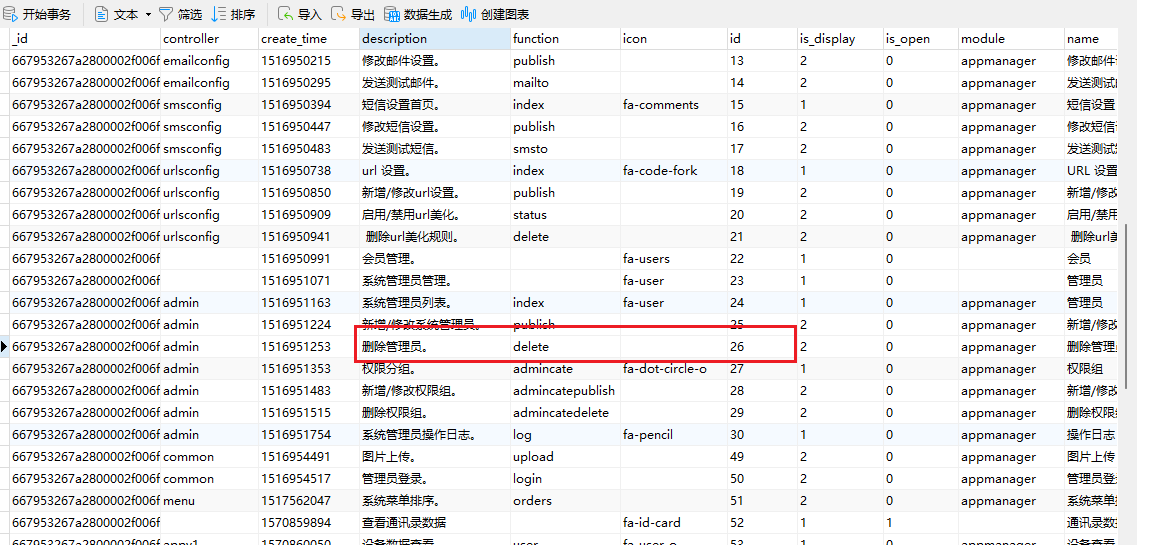 开始事务 文本 筛选 排序 导入 导出 数据生成 创建图表
_id controller create_time description function icon id is_display is_open module name
667953267a2800002f006f emailconfig 1516950215 修改邮件设置。 publish 13 2 0 appmanager 修改邮件设
667953267a2800002f006f emailconfig 1516950295 发送测试邮件。 mailto 14 2 0 appmanager 发送测试邮
667953267a2800002f006f smsconfig 1516950394 短信设置首页。 index fa-comments 15 1 0 appmanager 短信设置
667953267a2800002f006f smsconfig 1516950447 修改短信设置。 publish 16 2 0 appmanager 修改短信设
667953267a2800002f006f smsconfig 1516950483 发送测试短信。 smsto 17 2 0 appmanager 发送测试短
667953267a2800002f006f urlsconfig 1516950738 url 设置。 index fa-code-fork 18 1 0 appmanager URL 设置
667953267a2800002f006f urlsconfig 1516950850 新增/修改url设置。 publish 19 2 0 appmanager 新增/修改
667953267a2800002f006f urlsconfig 1516950909 启用/禁用url美化。 status 20 2 0 appmanager 启用/禁用
667953267a2800002f006f urlsconfig 1516950941 删除url美化规则。 delete 21 2 0 appmanager 删除url美
667953267a2800002f006f 1516950991 会员管理。 fa-users 22 1 0 会员
667953267a2800002f006f 1516951071 系统管理员管理。 fa-user 23 1 0 管理员
667953267a2800002f006f admin 1516951163 系统管理员列表。 index fa-user 24 1 0 appmanager 管理员
667953267a2800002f006f admin 1516951224 新增/修改系统管理员。 publish 25 2 0 appmanager 新增/修改
667953267a2800002f006f admin 1516951253 删除管理员。 delete 26 2 0 appmanager 删除管理
667953267a2800002f006f admin 1516951353 权限分组。 admincate fa-dot-circle-o 27 1 0 appmanager 权限组
667953267a2800002f006f admin 1516951483 新增/修改权限组。 admincatepublish 28 2 0 appmanager 新增/修改
667953267a2800002f006f admin 1516951515 删除权限组。 admincatedelete 29 2 0 appmanager 删除权限
667953267a2800002f006f admin 1516951754 系统管理员操作日志。 log fa-pencil 30 1 0 appmanager 操作日志
667953267a2800002f006f common 1516954491 图片上传。 upload 49 2 0 appmanager 图片上传
667953267a2800002f006f common 1516954517 管理员登录。 login 50 2 0 appmanager 管理员登
667953267a2800002f006f menu 1517562047 系统菜单排序。 orders 51 2 0 appmanager 系统菜单
667953267a2800002f006f 1570859894 查看通讯录数据 fa-id-card 52 1 1 通讯录数